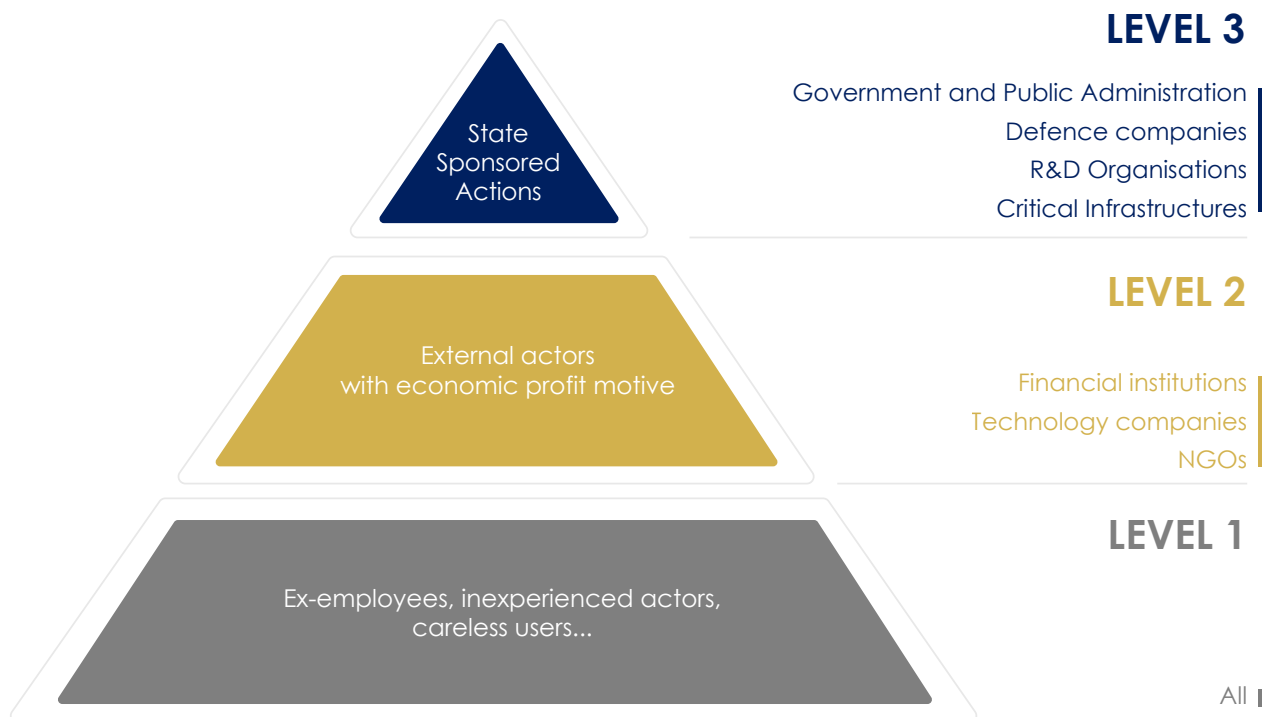 LEVEL 3
Government and Public Administration
Defence companies
R&D Organisations
Critical Infrastructures
State
Sponsored
Actions
LEVEL 2
External actors
with economic profit motive
Financial institutions
Technology companies
NGOs
LEVEL 1
Ex-employees, inexperienced actors,
careless users...
All